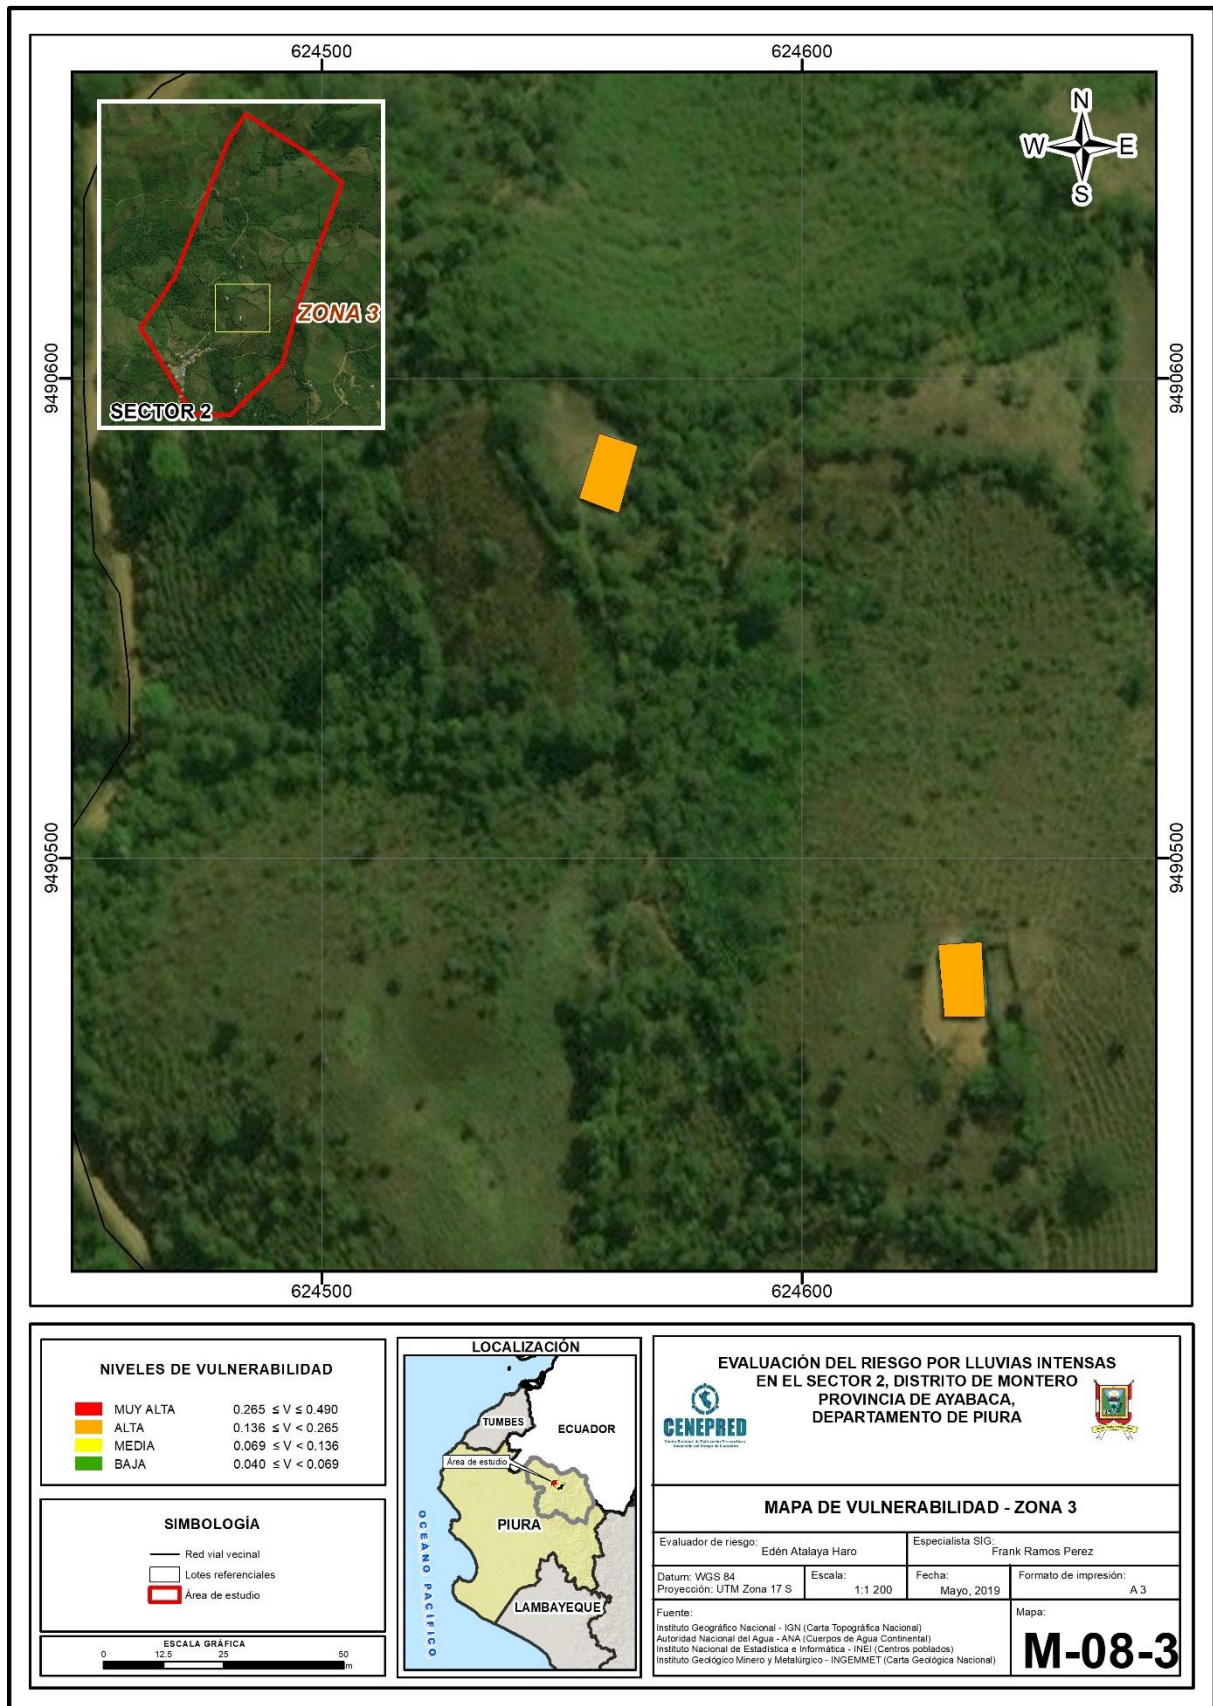 624500
624600
N
W
E
S
ZONA 3
SECTOR 2
9490600
9490600
9490500
9490500
624500
624600
NIVELES DE VULNERABILIDAD
MUY ALTA 0.265 ≤ V ≤ 0.490
ALTA 0.136 ≤ V < 0.265
MEDIA 0.069 ≤ V < 0.136
BAJA 0.040 ≤ V < 0.069
SIMBOLOGÍA
Red vial vecinal
Lotes referenciales
Área de estudio
ESCALA GRÁFICA
0 12.5 25 50
m
LOCALIZACIÓN
TUMBES
ECUADOR
Área de estudio
PIURA
OCEÁNO PACÍFICO
LAMBAYEQUE
EVALUACIÓN DEL RIESGO POR LLUVIAS INTENSAS
EN EL SECTOR 2, DISTRITO DE MONTERO
PROVINCIA DE AYABACA,
DEPARTAMENTO DE PIURA
CENEPRED
MAPA DE VULNERABILIDAD - ZONA 3
Evaluador de riesgo:
Edén Atalaya Haro
Especialista SIG:
Frank Ramos Perez
Datum: WGS 84
Proyección: UTM Zona 17 S
Escala:
1:1 200
Fecha:
Mayo, 2019
Formato de impresión:
A 3
Fuente:
Instituto Geográfico Nacional - IGN (Carta Topográfica Nacional)
Autoridad Nacional del Agua - ANA (Cuerpos de Agua Continental)
Instituto Nacional de Estadística e Informática - INEI (Centros poblados)
Instituto Geológico Minero y Metalúrgico - INGEMMET (Carta Geológica Nacional)
Mapa:
M-08-3